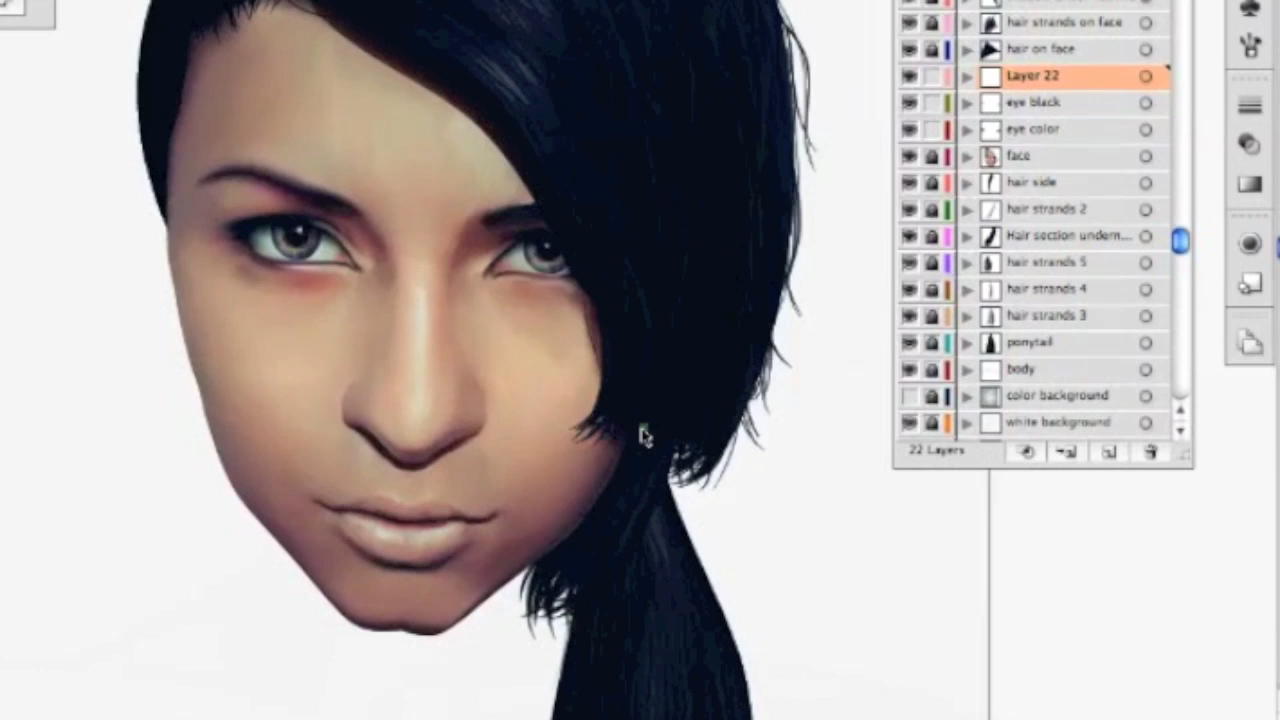 hair strands on face
hair on face
Layer 22
eye black
eye color
face
hair side
hair strands 2
Hair section undern...
hair strands 5
hair strands 4
hair strands 3
ponytail
body
color background
white background
22 Layers